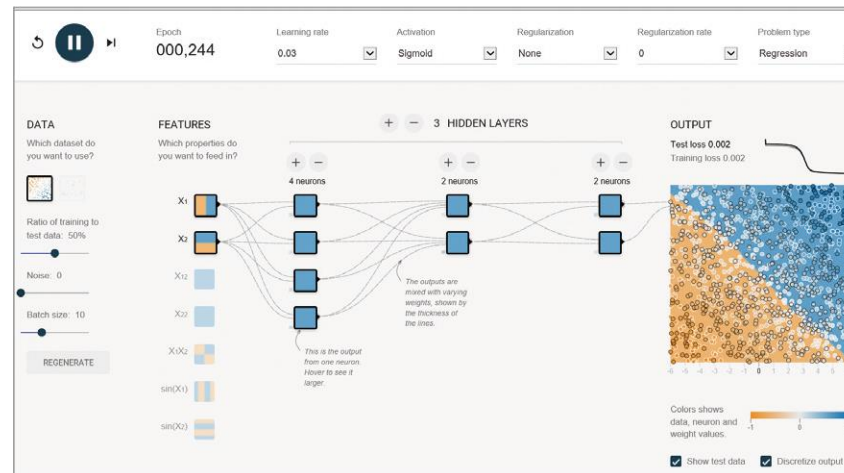 Epoch
000,244
Learning rate
0.03
Activation
Sigmoid
Regularization
None
Regularization rate
0
Problem type
Regression
DATA
Which dataset do
you want to use?
Ratio of training to
test data: 50%
Noise: 0
Batch size: 10
REGENERATE
FEATURES
Which properties do
you want to feed in?
X1
X2
X12
X22
X1X2
sin(X1)
sin(X2)
+ − 3 HIDDEN LAYERS
+ −
4 neurons
+ −
2 neurons
+ −
2 neurons
The outputs are
mixed with varying
weights, shown by
the thickness of
the lines.
This is the output
from one neuron.
Hover to see it
larger.
OUTPUT
Test loss 0.002
Training loss 0.002
-6 -5 -4 -3 -2 -1 0 1 2 3 4 5
Colors shows
data, neuron and
weight values.
-1 0
Show test data
Discretize output